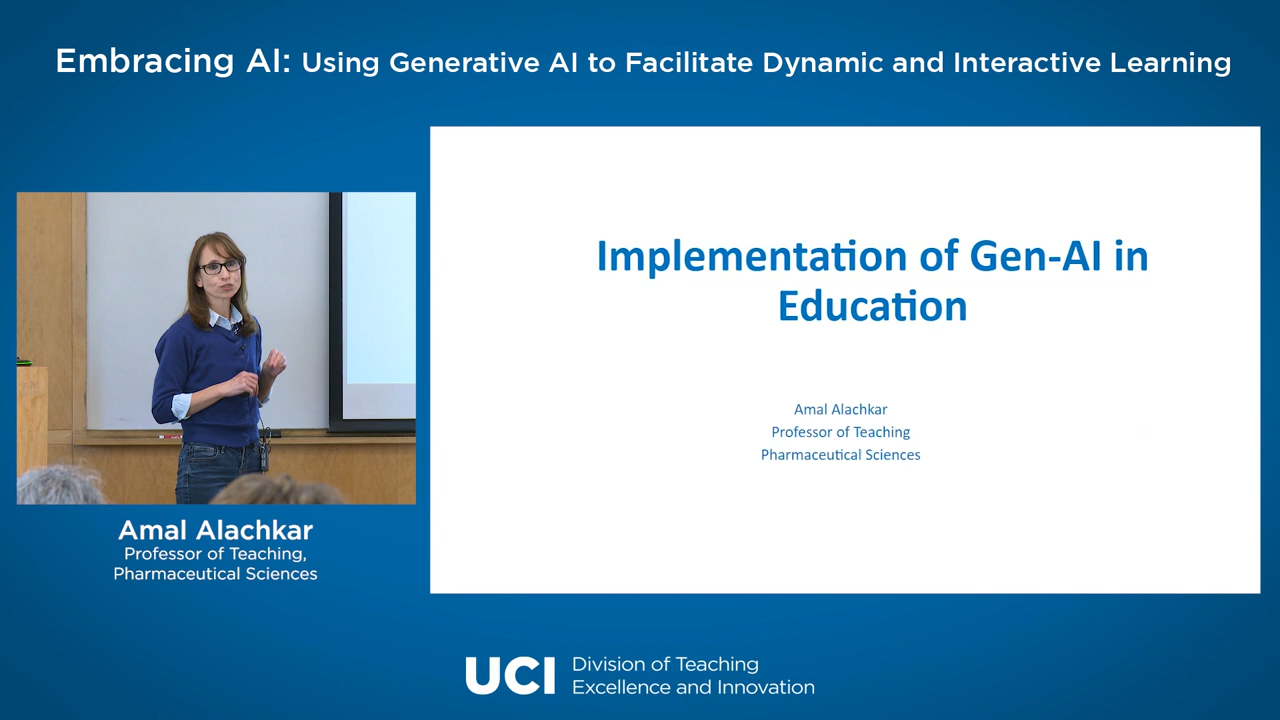 Embracing AI: Using Generative AI to Facilitate Dynamic and Interactive Learning
Implementation of Gen-AI in
Education
Amal Alachkar
Professor of Teaching
Pharmaceutical Sciences
Amal Alachkar
Professor of Teaching,
Pharmaceutical Sciences
UCI
Division of Teaching
Excellence and Innovation